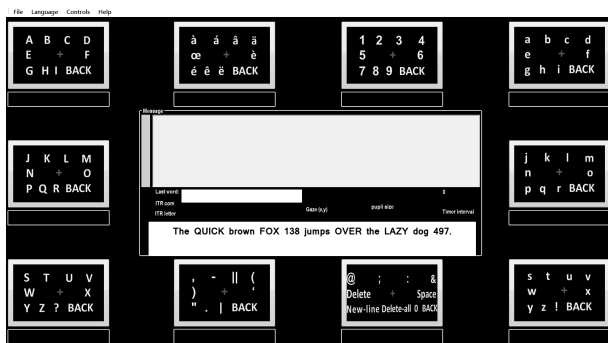 File Language Controls Help
A B C D
E + F
G H I BACK
à á â ä
œ + è
é ê ë BACK
1 2 3 4
5 + 6
7 8 9 BACK
a b c d
e + f
g h i BACK
Message
J K L M
N + O
P Q R BACK
j k l m
n + o
p q r BACK
Last word: 0
ITR com
Gaze (x,y) pupil size
ITR letter Timer interval
The QUICK brown FOX 138 jumps OVER the LAZY dog 497.
S T U V
W + X
Y Z ? BACK
, - || (
) + ‘
" . | BACK
@ ; : &
Delete + Space
New-line Delete-all 0 BACK
s t u v
w + x
y z ! BACK